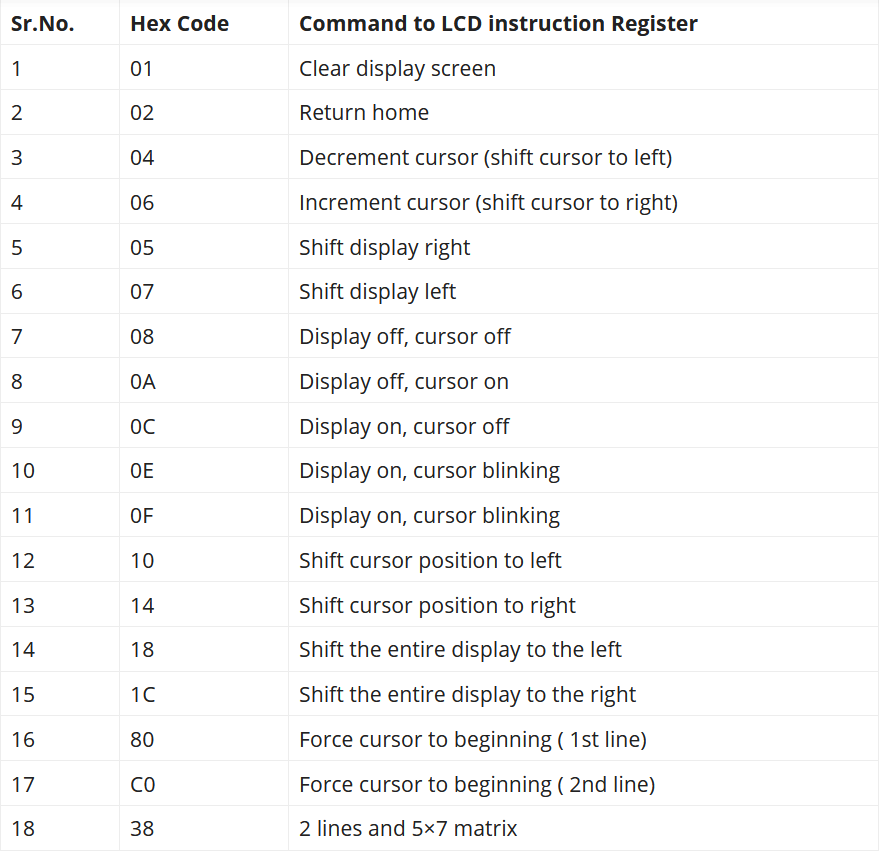 Sr.No. Hex Code Command to LCD instruction Register
1 01 Clear display screen
2 02 Return home
3 04 Decrement cursor (shift cursor to left)
4 06 Increment cursor (shift cursor to right)
5 05 Shift display right
6 07 Shift display left
7 08 Display off, cursor off
8 0A Display off, cursor on
9 0C Display on, cursor off
10 0E Display on, cursor blinking
11 0F Display on, cursor blinking
12 10 Shift cursor position to left
13 14 Shift cursor position to right
14 18 Shift the entire display to the left
15 1C Shift the entire display to the right
16 80 Force cursor to beginning ( 1st line)
17 C0 Force cursor to beginning ( 2nd line)
18 38 2 lines and 5×7 matrix